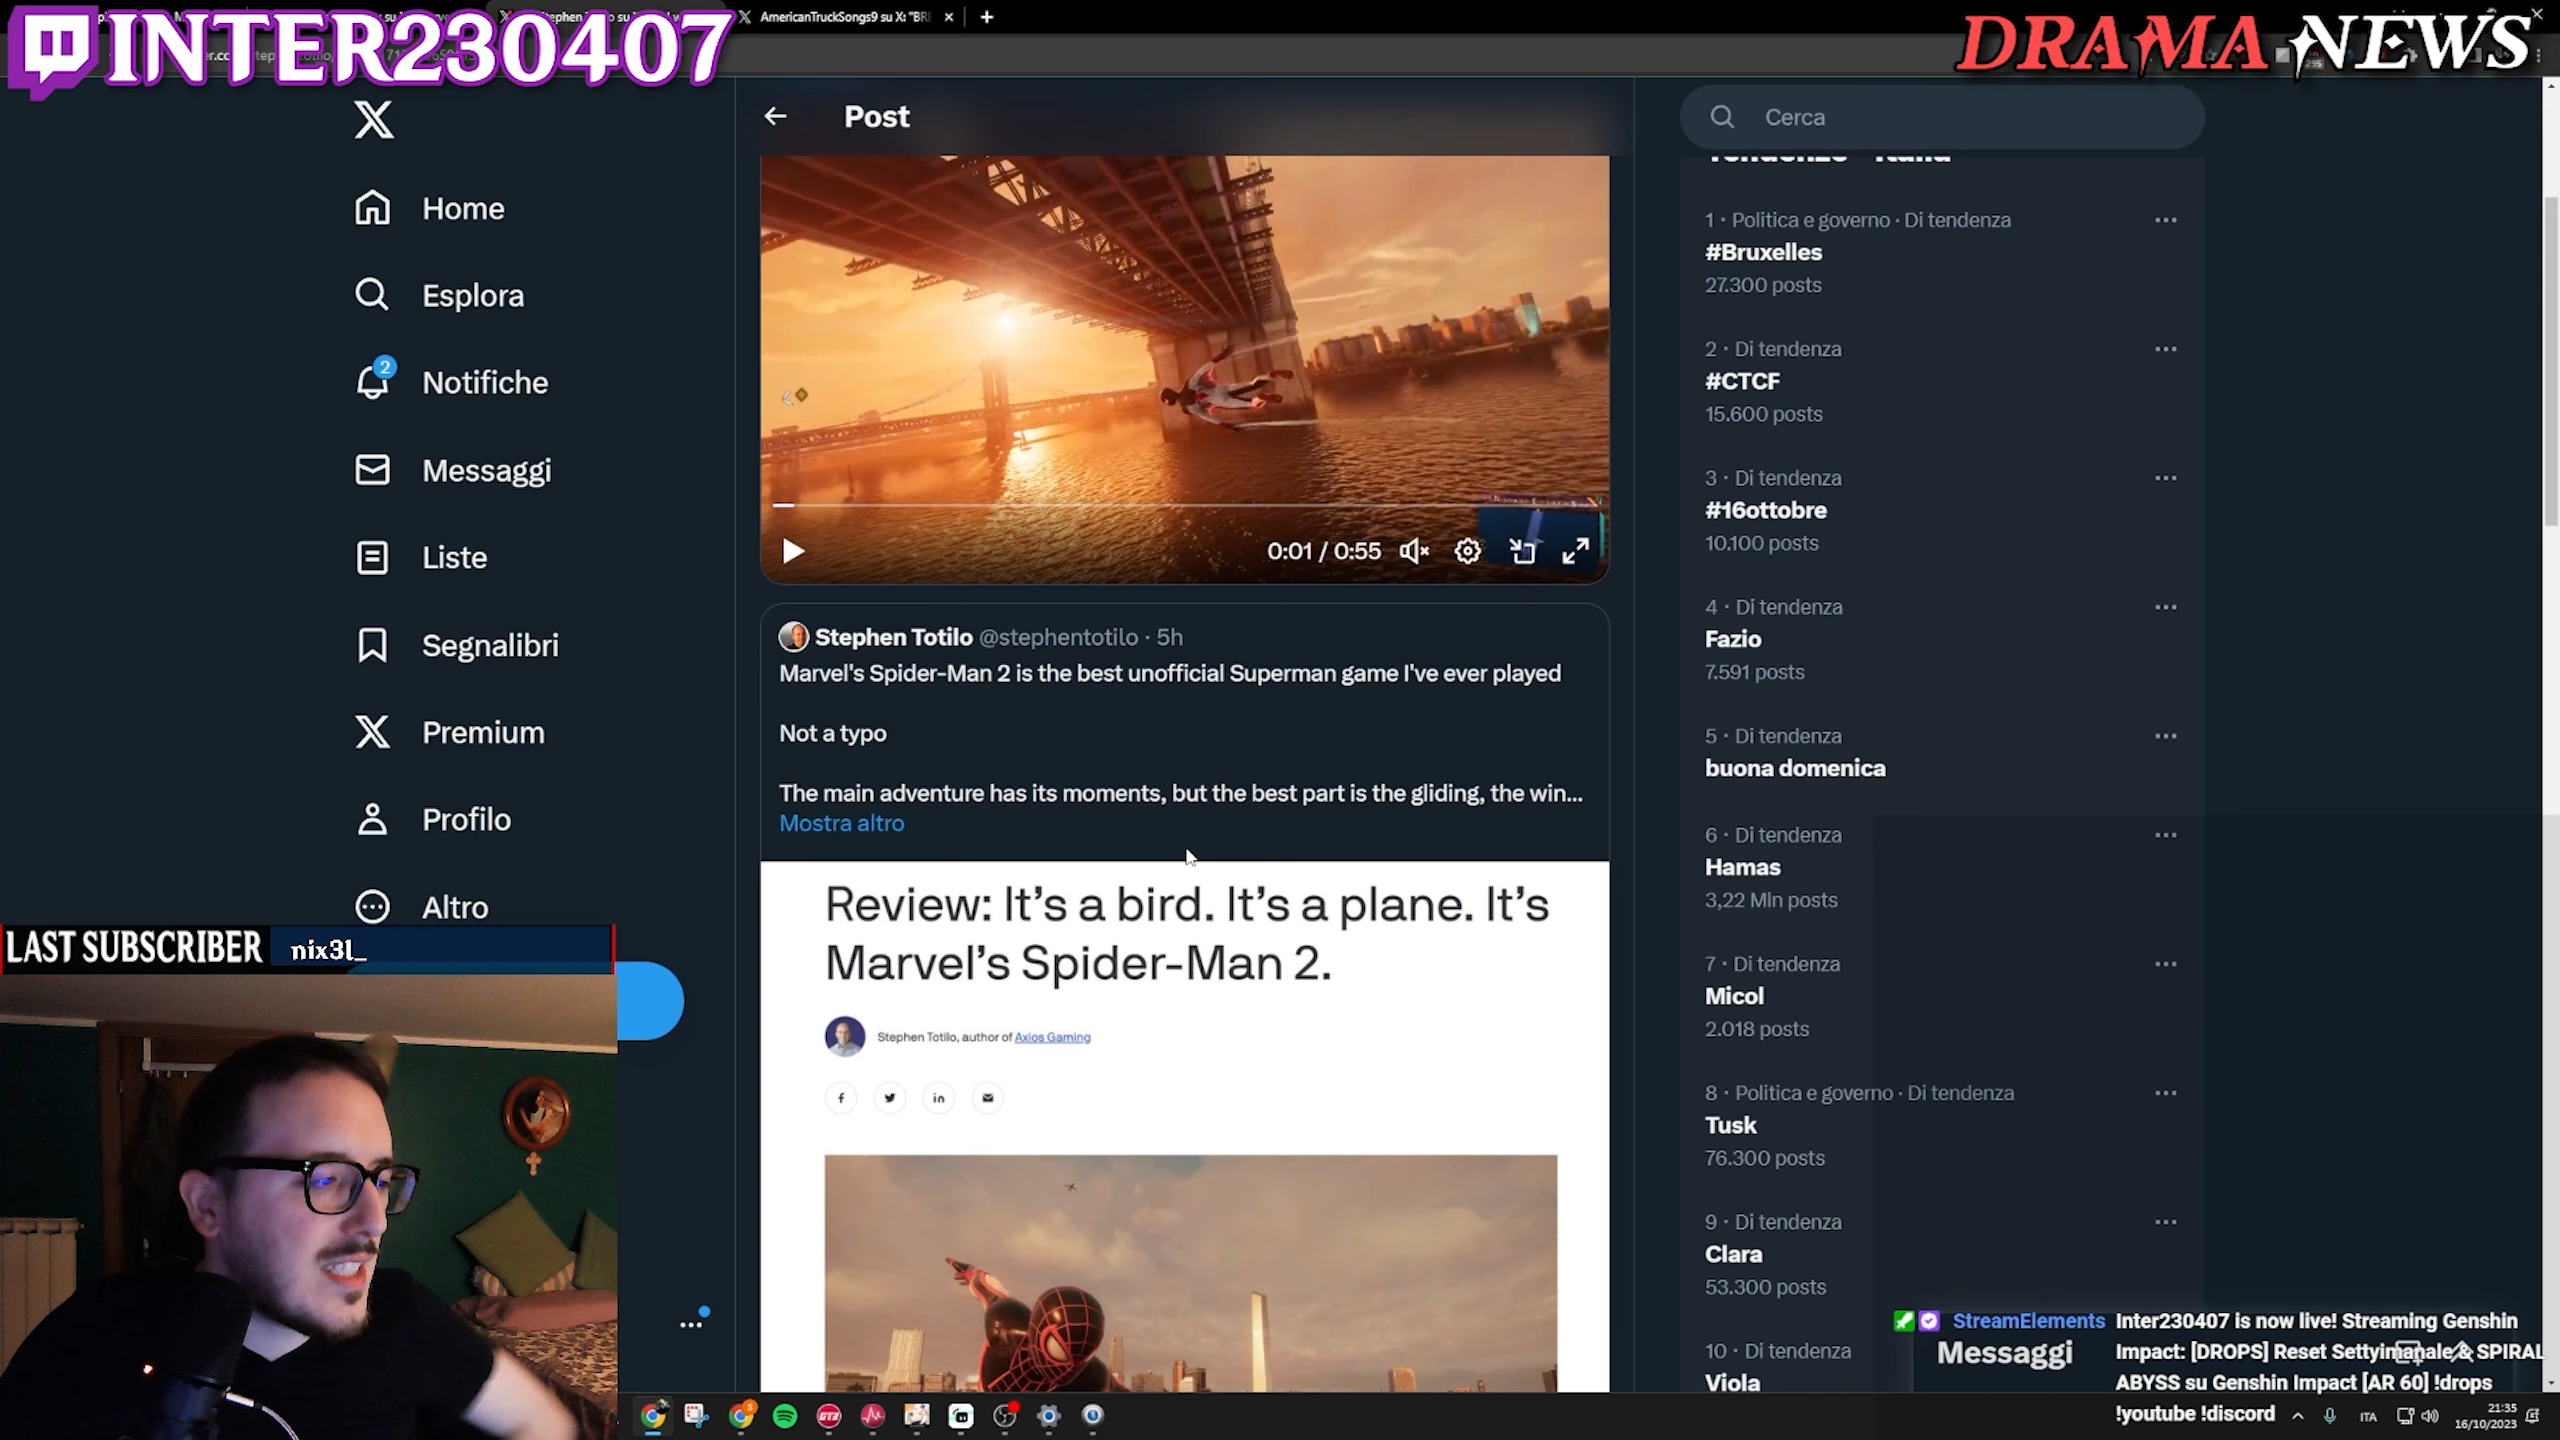 AmericanTruckSongs9 su X: "BRE
INTER230407
DRAMA NEWS
Post
Cerca
Home
Esplora
2
Notifiche
Messaggi
Liste
Segnalibri
Premium
Profilo
Altro
LAST SUBSCRIBER nix3l_
0:01 / 0:55
Stephen Totilo @stephentotilo · 5h
Marvel's Spider-Man 2 is the best unofficial Superman game I've ever played
Not a typo
The main adventure has its moments, but the best part is the gliding, the win...
Mostra altro
Review: It's a bird. It's a plane. It's
Marvel's Spider-Man 2.
Stephen Totilo, author of Axios Gaming
Tendenze Italia
1 · Politica e governo · Di tendenza
#Bruxelles
27.300 posts
2 · Di tendenza
#CTCF
15.600 posts
3 · Di tendenza
#16ottobre
10.100 posts
4 · Di tendenza
Fazio
7.591 posts
5 · Di tendenza
buona domenica
6 · Di tendenza
Hamas
3,22 Mln posts
7 · Di tendenza
Micol
2.018 posts
8 · Politica e governo · Di tendenza
Tusk
76.300 posts
9 · Di tendenza
Clara
53.300 posts
10 · Di tendenza
Viola
Messaggi
StreamElements Inter230407 is now live! Streaming Genshin
Impact: [DROPS] Reset Settyimanale & SPIRAL
ABYSS su Genshin Impact [AR 60] !drops
!youtube !discord
ITA
21:35
16/10/2023